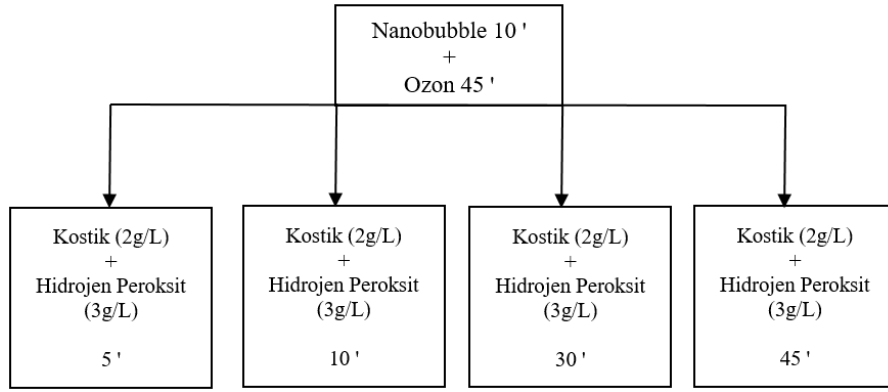 Nanobubble 10 '
+
Ozon 45 '
Kostik (2g/L)
+
Hidrojen Peroksit
(3g/L)
5 '
Kostik (2g/L)
+
Hidrojen Peroksit
(3g/L)
10 '
Kostik (2g/L)
+
Hidrojen Peroksit
(3g/L)
30 '
Kostik (2g/L)
+
Hidrojen Peroksit
(3g/L)
45 '